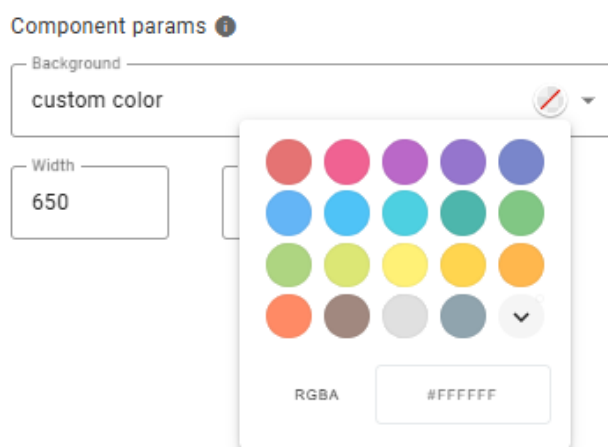 Component params
Background
custom color
Width
650
RGBA
#FFFFFF